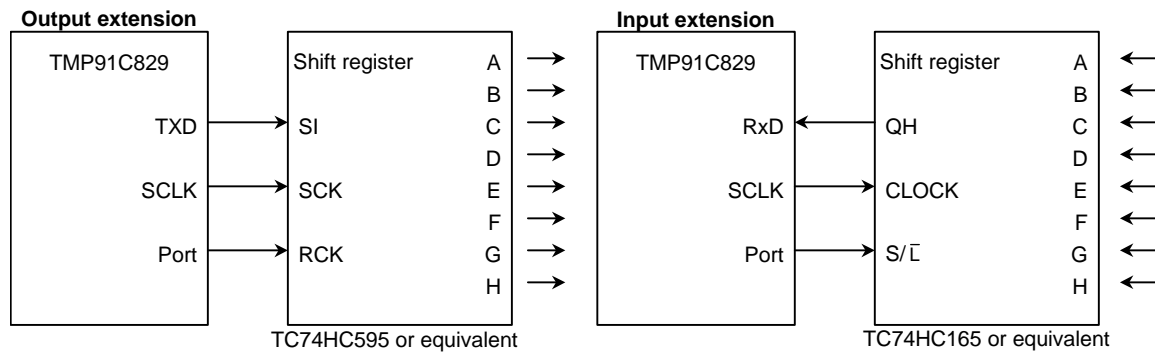 Output extension
TMP91C829
TXD
SCLK
Port
Shift register
SI
SCK
RCK
A
B
C
D
E
F
G
H
TC74HC595 or equivalent
Input extension
TMP91C829
RxD
SCLK
Port
Shift register
QH
CLOCK
S/L̅
A
B
C
D
E
F
G
H
TC74HC165 or equivalent